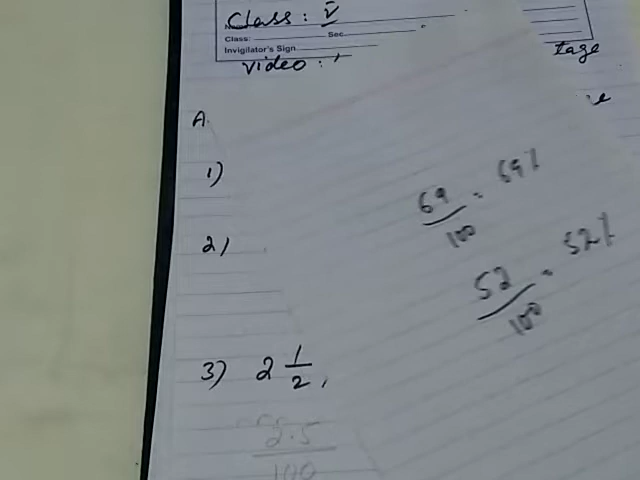 Class: V
Class: Sec
Invigilator's Sign
Video: 1
tage
A.
1)
69/100 = 69%
2)
52/100 = 52%
3) 2 1/2,
2.5/100